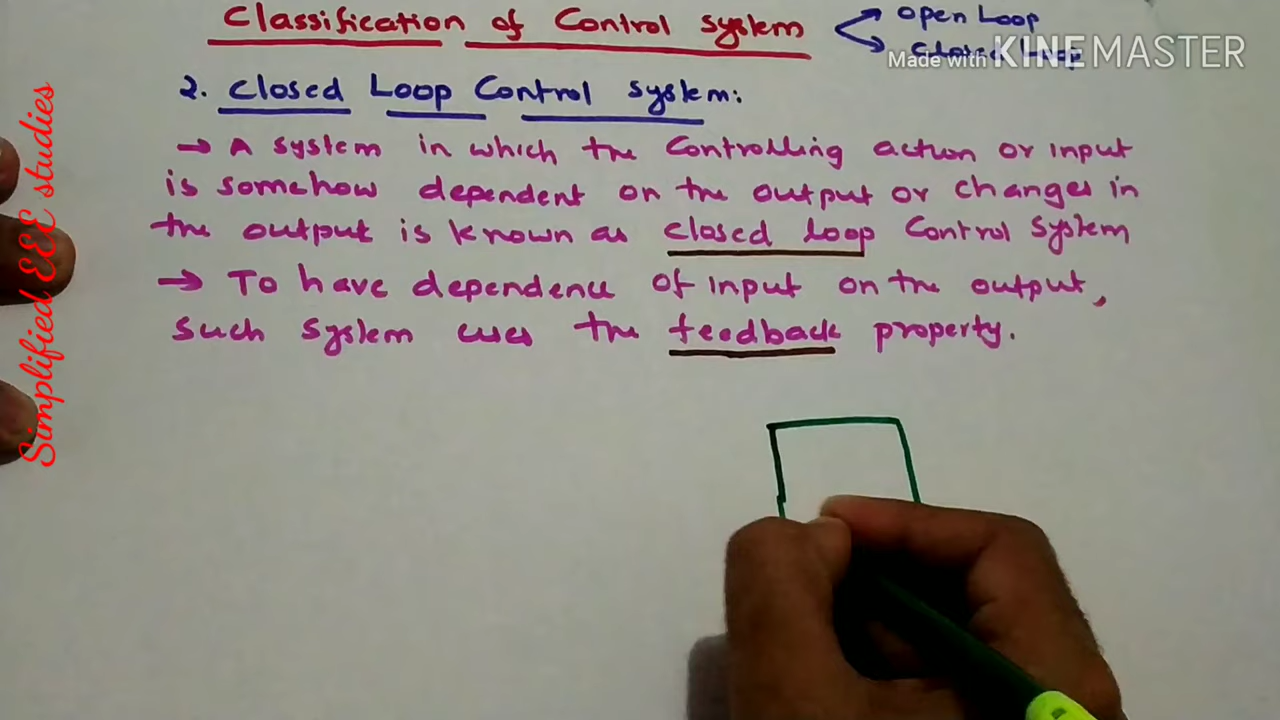 Classification of Control system
open Loop
Closed Loop
Made with KINEMASTER
2. Closed Loop Control system:
→ A system in which the Controlling action or input
is somehow dependent on the output or changes in
the output is known as closed loop Control System
→ To have dependence of input on the output,
such system uses the feedback property.
Simplified EEE studies